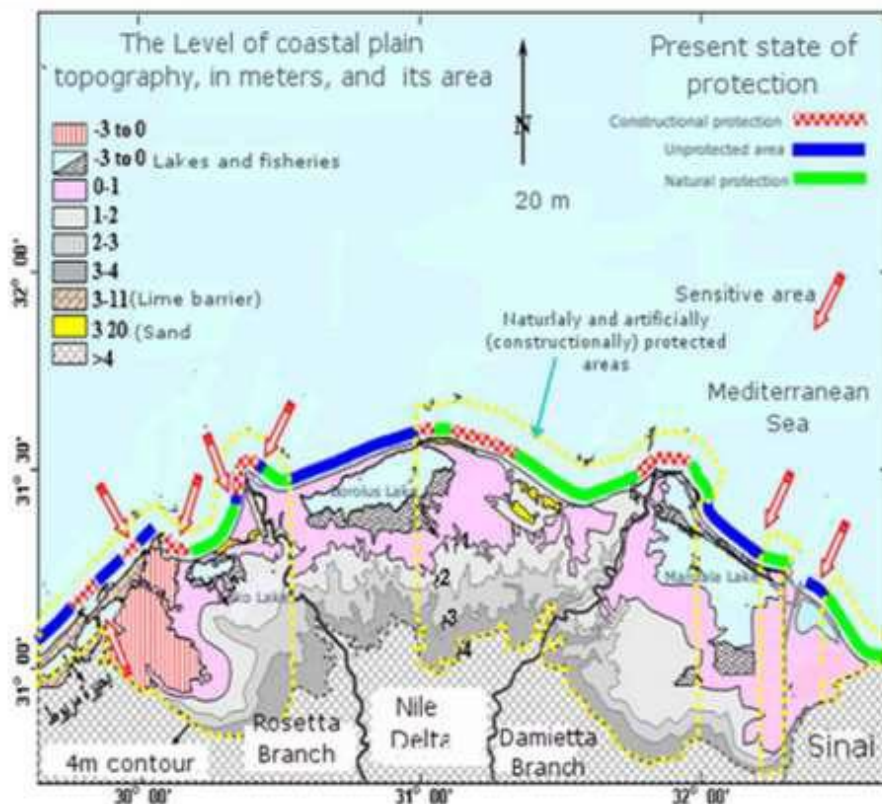 The Level of coastal plain
topography, in meters, and its area
-3 to 0
-3 to 0 Lakes and fisheries
0-1
1-2
2-3
3-4
3-11(Lime barrier)
3 20 (Sand
>4
N
20 m
Present state of
protection
Constructional protection
Unprotected area
Natural protection
Sensitive area
Naturlaly and artificially
(constructionally) protected
areas
Mediterranean
Sea
32° 00'
31° 30'
31° 00'
Lake
Lake
Manzala Lake
1
2
3
4
4m contour
Rosetta
Branch
Nile
Delta
Damietta
Branch
Sinai
30° 00'
31° 00'
32° 00'